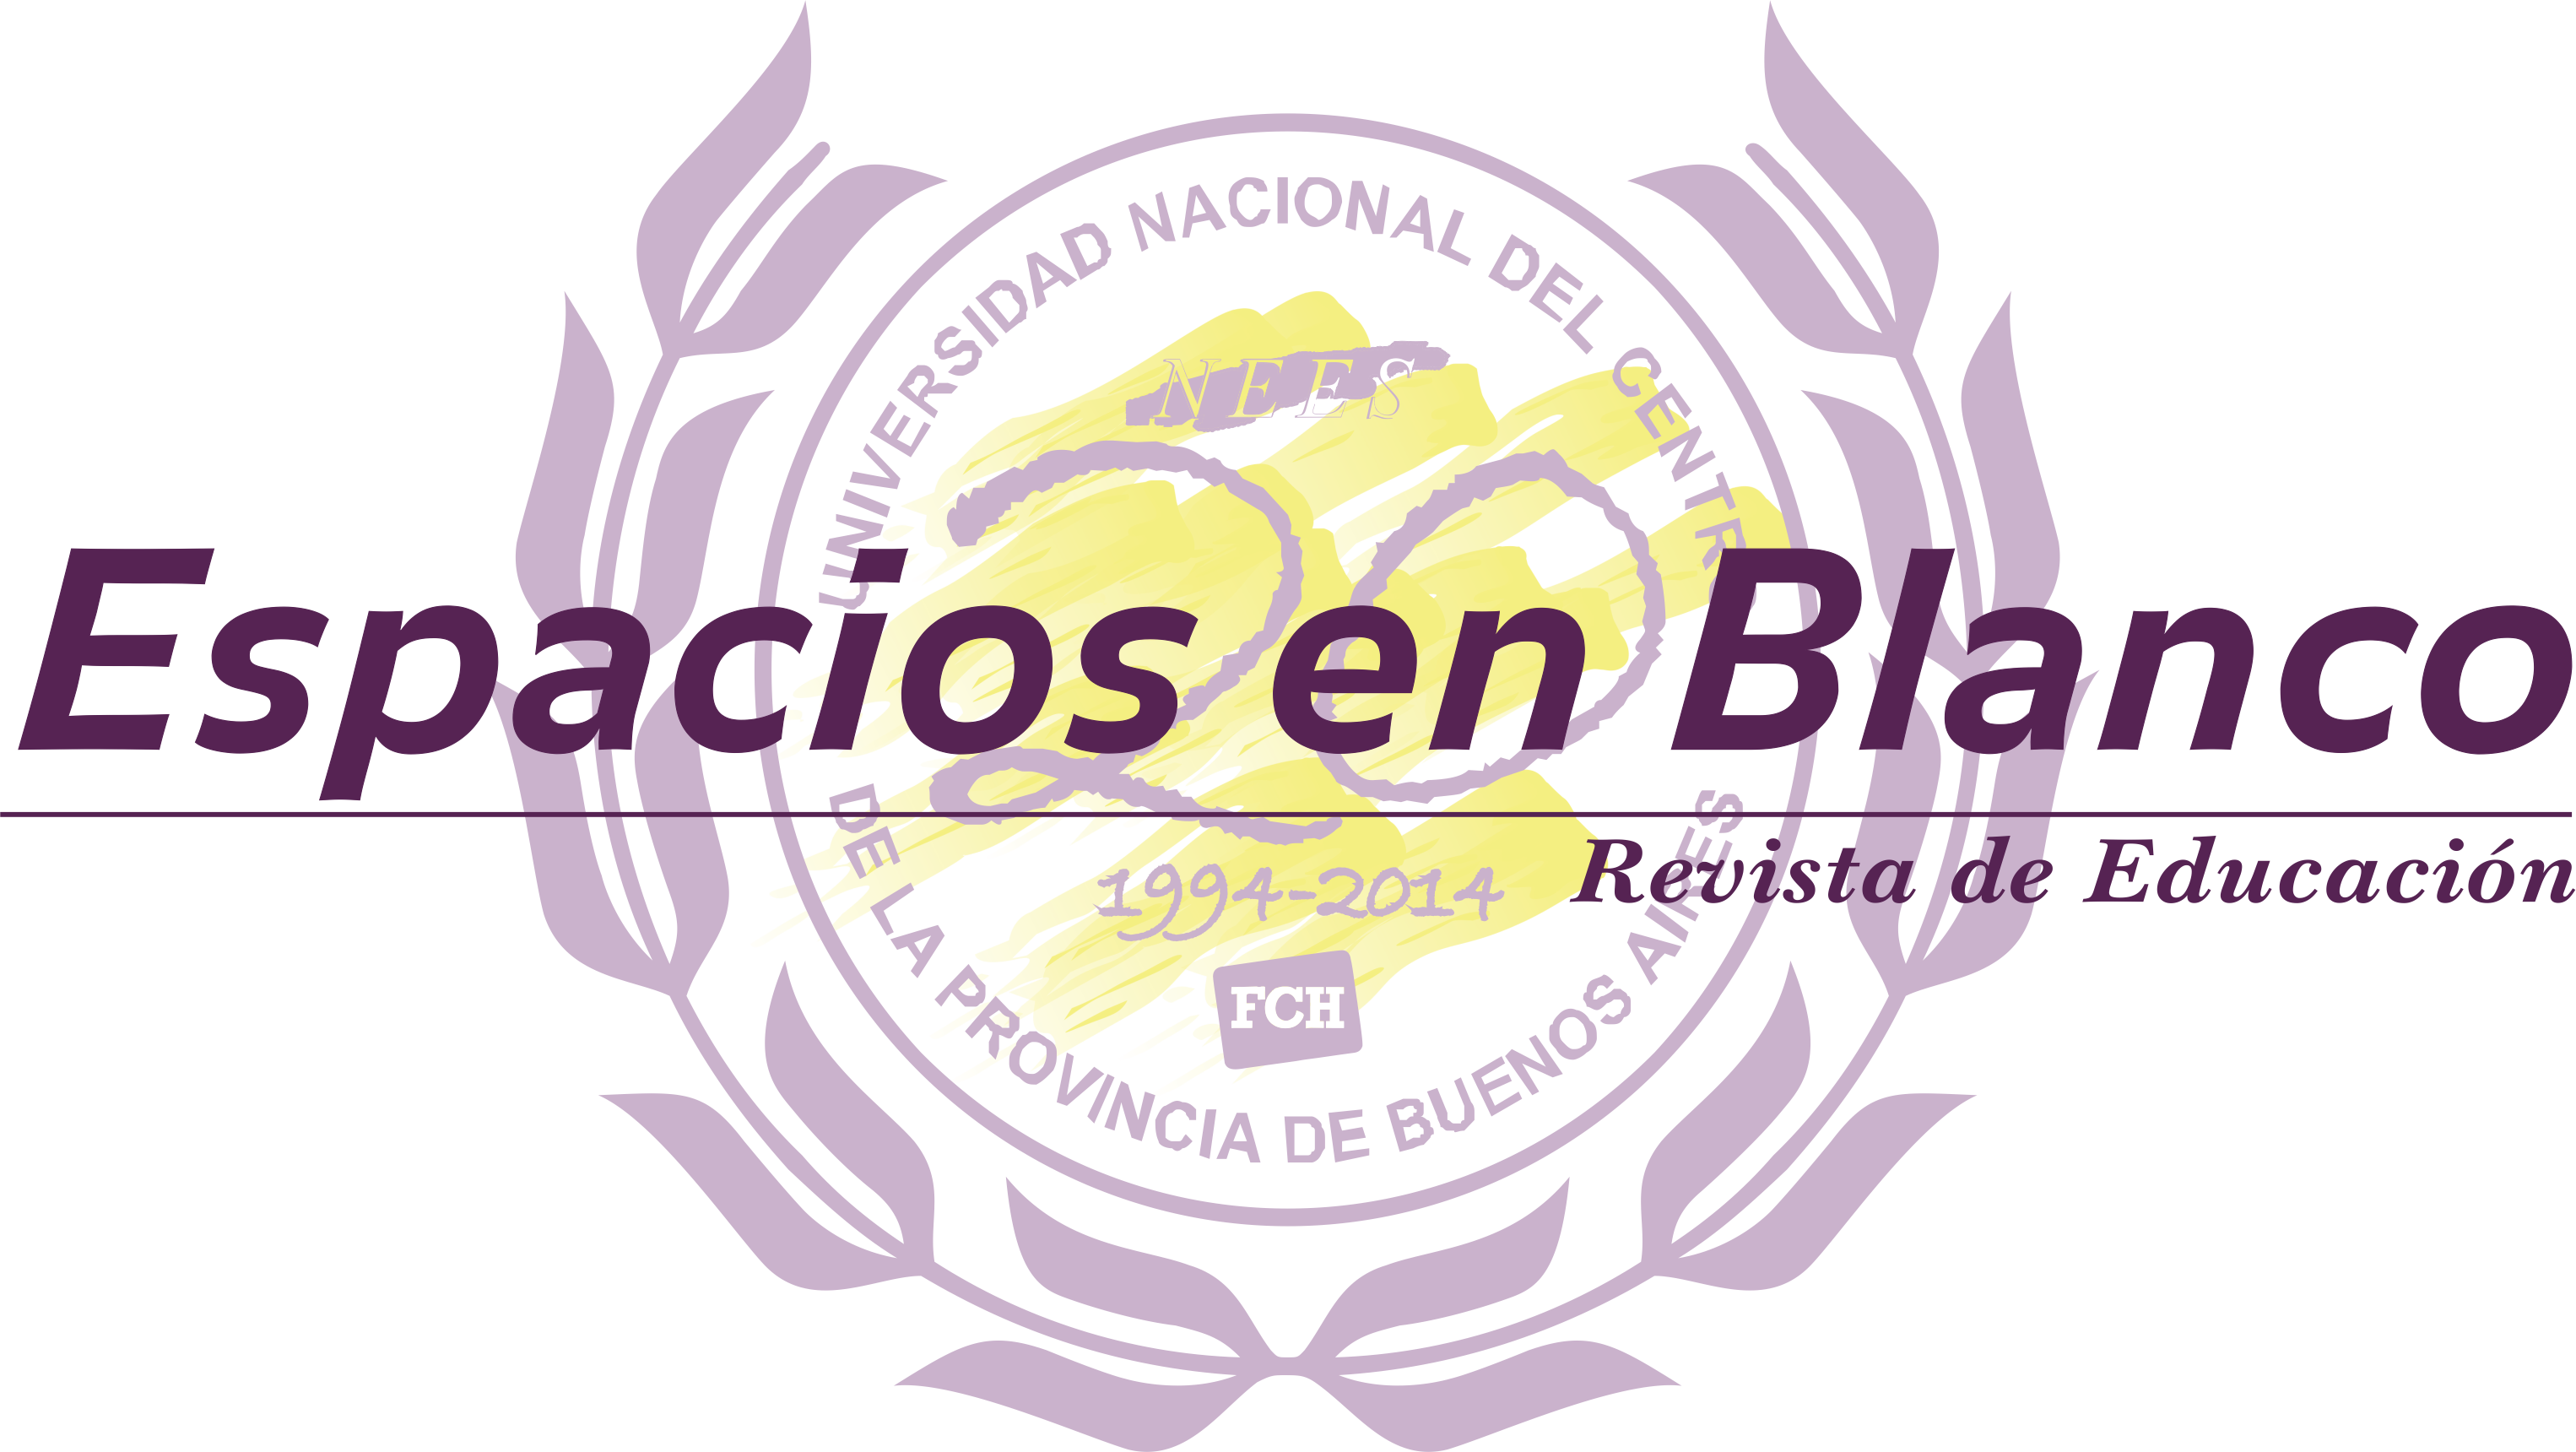 UNIVERSIDAD NACIONAL DEL CENTRO
NEES
20
Espacios en Blanco
Revista de Educación
1994-2014
FCH
DE LA PROVINCIA DE BUENOS AIRES